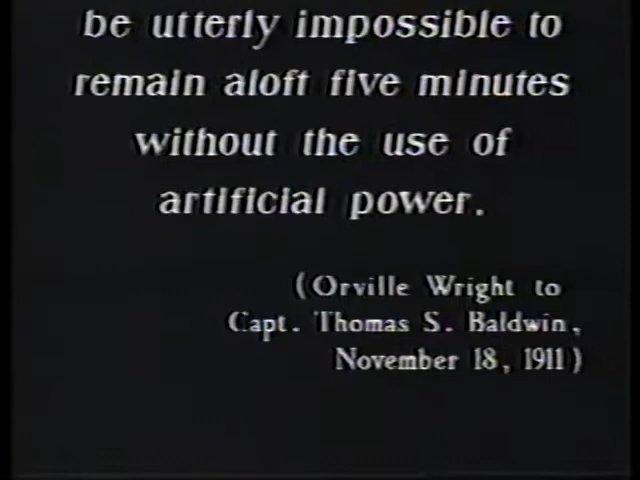 be utterly impossible to
remain aloft five minutes
without the use of
artificial power.
(Orville Wright to
Capt. Thomas S. Baldwin,
November 18, 1911)